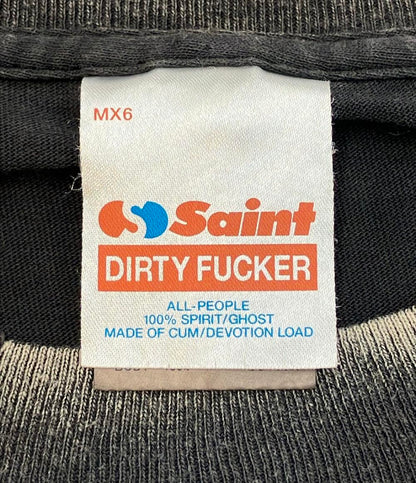 MX6
Saint
DIRTY FUCKER
ALL-PEOPLE
100% SPIRIT/GHOST
MADE OF CUM/DEVOTION LOAD